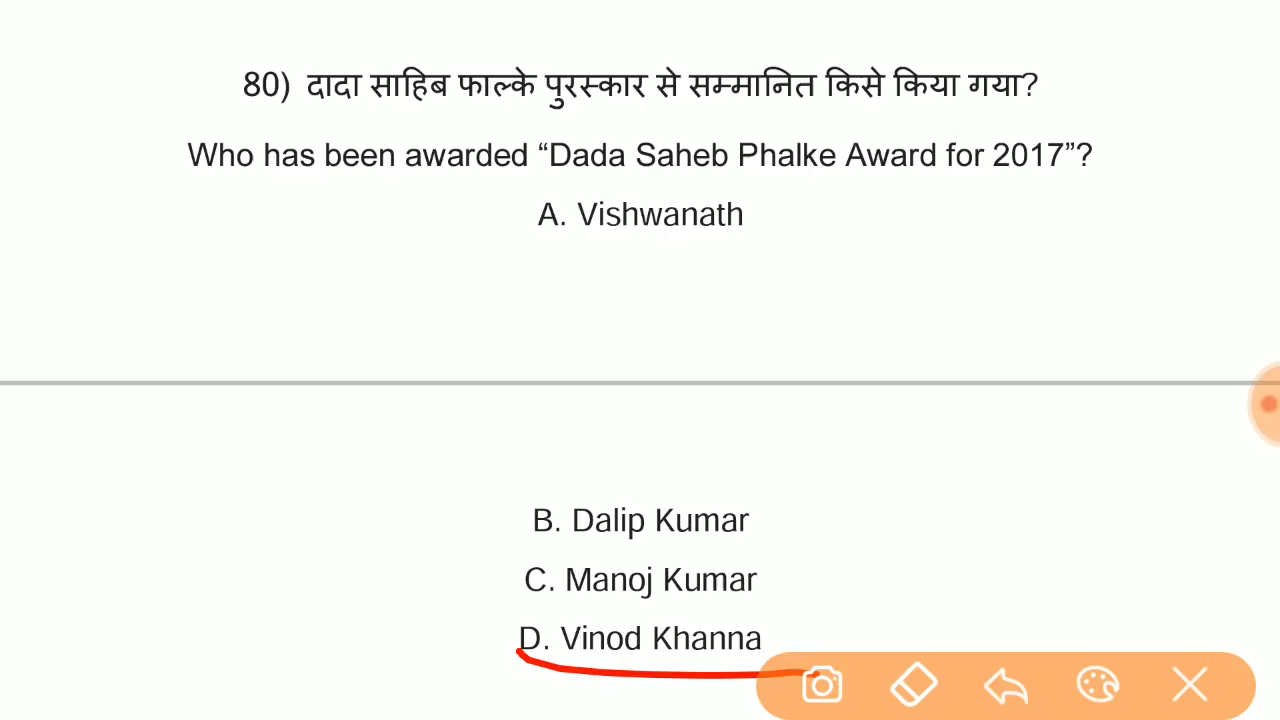 80) दादा साहिब फाल्के पुरस्कार से सम्मानित किसे किया गया?
Who has been awarded “Dada Saheb Phalke Award for 2017”?
A. Vishwanath
B. Dalip Kumar
C. Manoj Kumar
D. Vinod Khanna